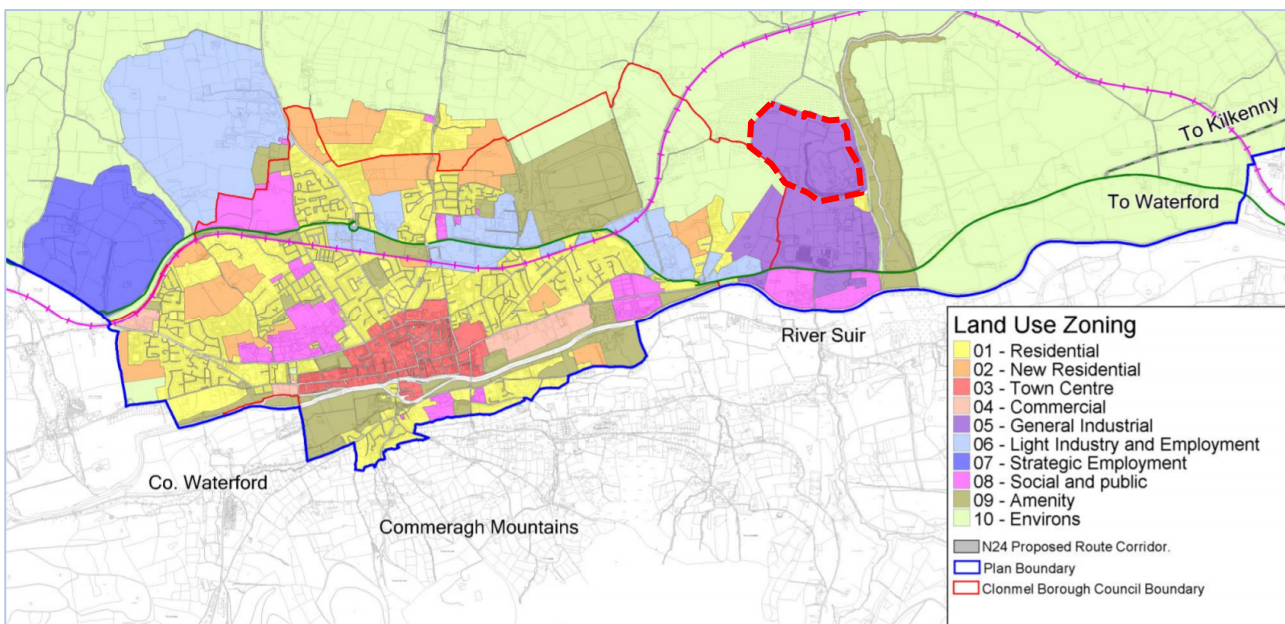 To Kilkenny
To Waterford
River Suir
Co. Waterford
Commeragh Mountains
Land Use Zoning
01 - Residential
02 - New Residential
03 - Town Centre
04 - Commercial
05 - General Industrial
06 - Light Industry and Employment
07 - Strategic Employment
08 - Social and public
09 - Amenity
10 - Environs
N24 Proposed Route Corridor.
Plan Boundary
Clonmel Borough Council Boundary